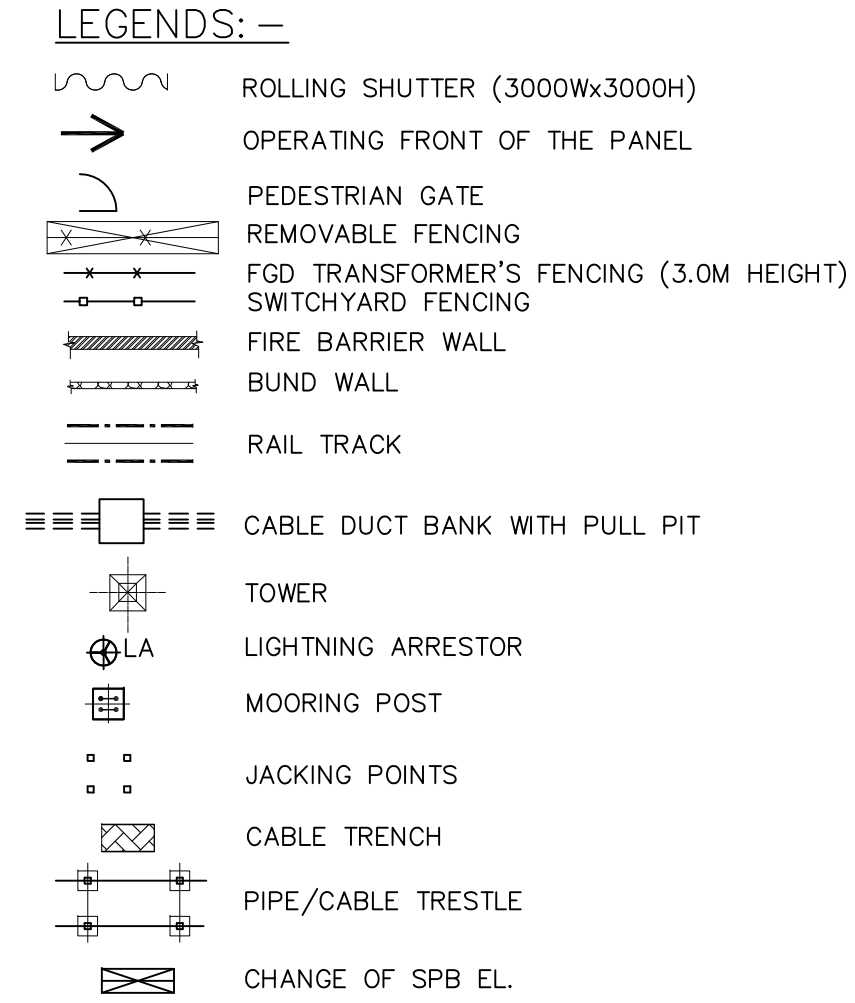 LEGENDS: –
ROLLING SHUTTER (3000Wx3000H)
OPERATING FRONT OF THE PANEL
PEDESTRIAN GATE
REMOVABLE FENCING
FGD TRANSFORMER'S FENCING (3.0M HEIGHT)
SWITCHYARD FENCING
FIRE BARRIER WALL
BUND WALL
RAIL TRACK
CABLE DUCT BANK WITH PULL PIT
TOWER
LA LIGHTNING ARRESTOR
MOORING POST
JACKING POINTS
CABLE TRENCH
PIPE/CABLE TRESTLE
CHANGE OF SPB EL.